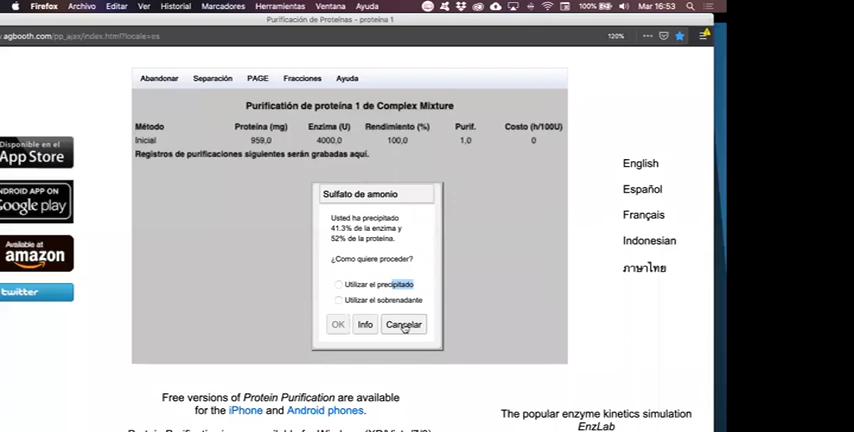 Firefox Archivo Editar Ver Historial Marcadores Herramientas Ventana Ayuda 100% Mar 16:53
Purificación de Proteínas - proteína 1
.agbooth.com/pp_ajax/index.html?locale=es 120%
Abandonar Separación PAGE Fracciones Ayuda
Purificatión de proteína 1 de Complex Mixture
Método Proteína (mg) Enzima (U) Rendimiento (%) Purif. Costo (h/100U)
Inicial 959,0 4000,0 100,0 1,0 0
Registros de purificaciones siguientes serán grabadas aquí.
Disponible en el
App Store
ANDROID APP ON
Google play
Available at
amazon
twitter
Sulfato de amonio
Usted ha precipitado
41.3% de la enzima y
52% de la proteína.
¿Como quiere proceder?
Utilizar el precipitado
Utilizar el sobrenadante
OK Info Cancelar
English
Español
Français
Indonesian
ภาษาไทย
Free versions of Protein Purification are available
for the iPhone and Android phones.
The popular enzyme kinetics simulation
EnzLab